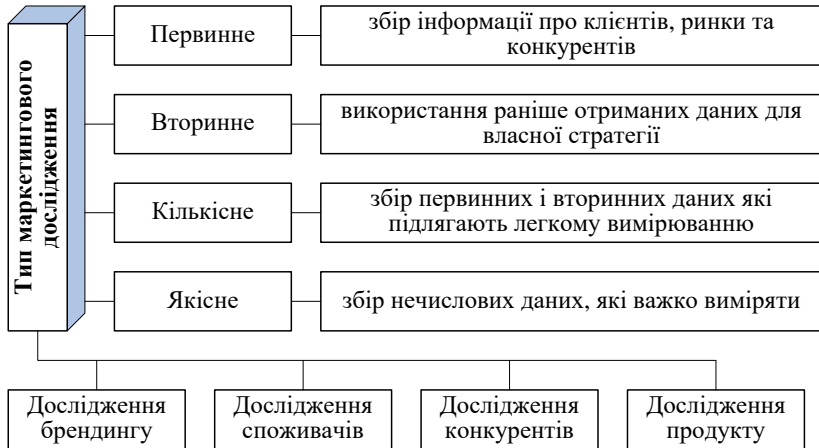 Тип маркетингового
дослідження
Первинне
збір інформації про клієнтів, ринки та
конкурентів
Вторинне
використання раніше отриманих даних для
власної стратегії
Кількісне
збір первинних і вторинних даних які
підлягають легкому вимірюванню
Якісне
збір нечислових даних, які важко виміряти
Дослідження
брендингу
Дослідження
споживачів
Дослідження
конкурентів
Дослідження
продукту